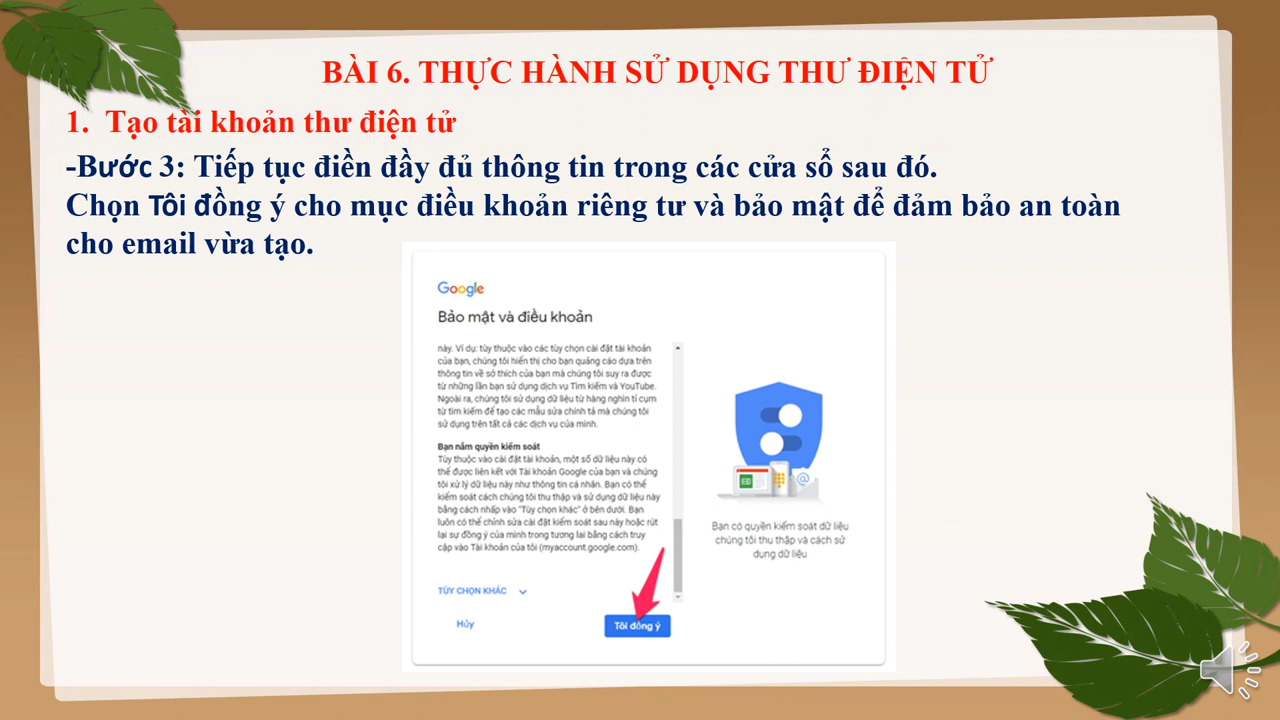 BÀI 6. THỰC HÀNH SỬ DỤNG THƯ ĐIỆN TỬ
1. Tạo tài khoản thư điện tử
-Bước 3: Tiếp tục điền đầy đủ thông tin trong các cửa sổ sau đó.
Chọn Tôi đồng ý cho mục điều khoản riêng tư và bảo mật để đảm bảo an toàn
cho email vừa tạo.
Google
Bảo mật và điều khoản
này. Ví dụ: tùy thuộc vào các tùy chọn cài đặt tài khoản
của bạn, chúng tôi hiển thị cho bạn quảng cáo dựa trên
thông tin về sở thích của bạn mà chúng tôi suy ra được
từ những lần bạn sử dụng dịch vụ Tìm kiếm và YouTube.
Ngoài ra, chúng tôi sử dụng dữ liệu từ hàng nghìn tỉ cụm
từ tìm kiếm để tạo các mẫu sửa chính tả mà chúng tôi
sử dụng trên tất cả các dịch vụ của mình.
Bạn nắm quyền kiểm soát
Tùy thuộc vào cài đặt tài khoản, một số dữ liệu này có
thể được liên kết với Tài khoản Google của bạn và chúng
tôi xử lý dữ liệu này như thông tin cá nhân. Bạn có thể
kiểm soát cách chúng tôi thu thập và sử dụng dữ liệu này
bằng cách nhấp vào "Tùy chọn khác" ở bên dưới. Bạn
luôn có thể chỉnh sửa cài đặt kiểm soát sau này hoặc rút
lại sự đồng ý của mình trong tương lai bằng cách truy
cập vào Tài khoản của tôi (myaccount.google.com).
TÙY CHỌN KHÁC
Hủy
Tôi đồng ý
Bạn có quyền kiểm soát dữ liệu
chúng tôi thu thập và cách sử
dụng dữ liệu